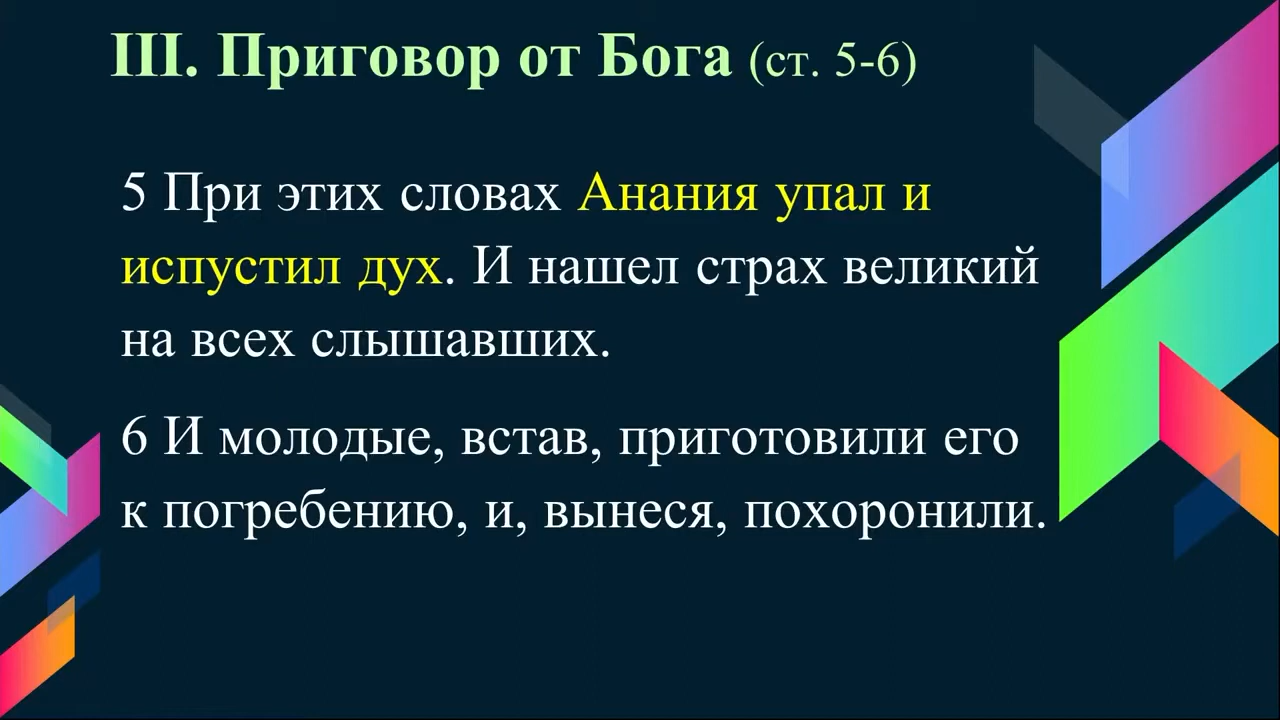 III. Приговор от Бога (ст. 5-6)
5 При этих словах Анания упал и
испустил дух. И нашел страх великий
на всех слышавших.
6 И молодые, встав, приготовили его
к погребению, и, вынеся, похоронили.